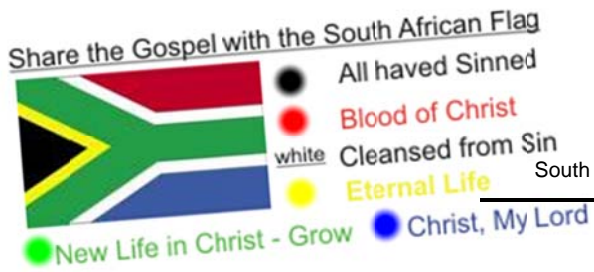 Share the Gospel with the South African Flag
All haved Sinned
Blood of Christ
white Cleansed from Sin
South
Eternal Life
Christ, My Lord
New Life in Christ - Grow